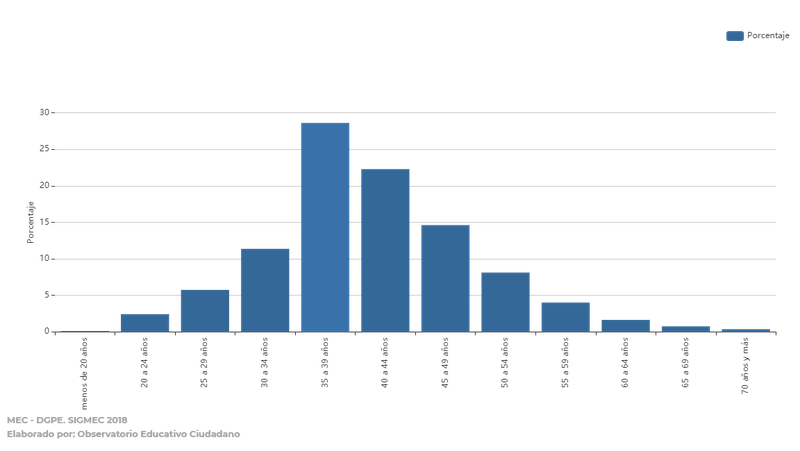 Porcentaje
30
25
20
15
10
5
0
Porcentaje
menos de 20 años
20 a 24 años
25 a 29 años
30 a 34 años
35 a 39 años
40 a 44 años
45 a 49 años
50 a 54 años
55 a 59 años
60 a 64 años
65 a 69 años
70 años y más
MEC - DGPE. SIGMEC 2018
Elaborado por: Observatorio Educativo Ciudadano